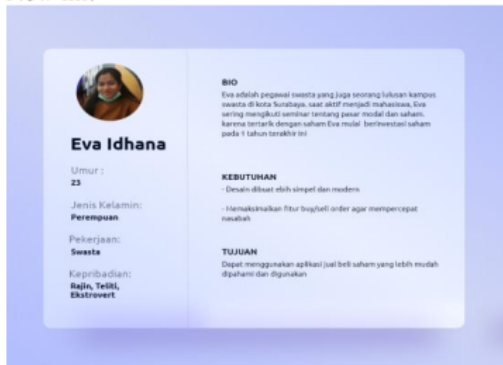 Eva Idhana
Umur :
23
Jenis Kelamin:
Perempuan
Pekerjaan:
Swasta
Kepribadian:
Rajin, Teliti,
Ekstrovert
BIO
Eva adalah pegawai swasta yang juga seorang lulusan kampus
swasta di kota Surabaya. saat aktif menjadi mahasiswa, Eva
sering mengikuti seminar tentang pasar modal dan saham.
karena tertarik dengan saham Eva mulai berinvestasi saham
pada 1 tahun terakhir ini
KEBUTUHAN
- Desain dibuat ebih simpel dan modern
- Memaksimalkan fitur buy/sell order agar mempercepat
nasabah
TUJUAN
Dapat menggunakan aplikasi jual beli saham yang lebih mudah
dipahami dan digunakan